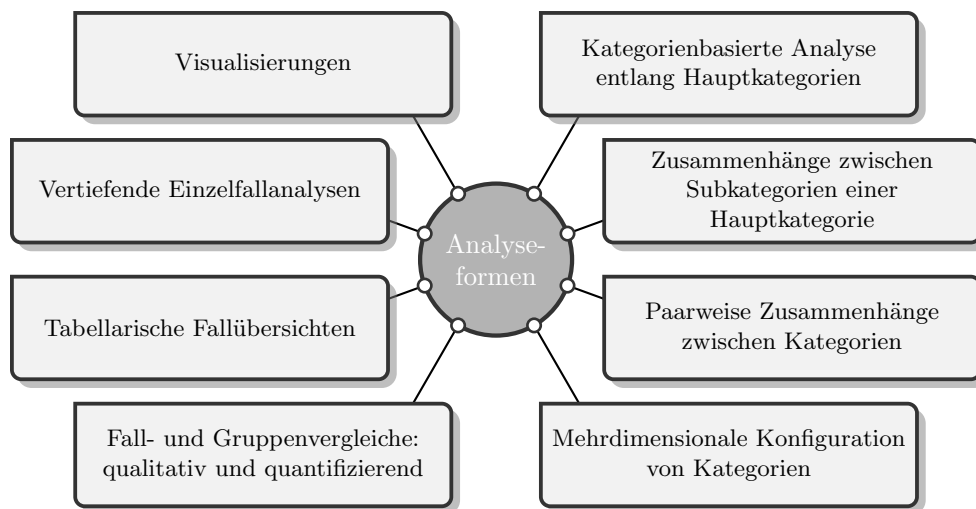 Visualisierungen
Kategorienbasierte Analyse
entlang Hauptkategorien
Vertiefende Einzelfallanalysen
Zusammenhänge zwischen
Subkategorien einer
Hauptkategorie
Analyse-
formen
Tabellarische Fallübersichten
Paarweise Zusammenhänge
zwischen Kategorien
Fall- und Gruppenvergleiche:
qualitativ und quantifizierend
Mehrdimensionale Konfiguration
von Kategorien